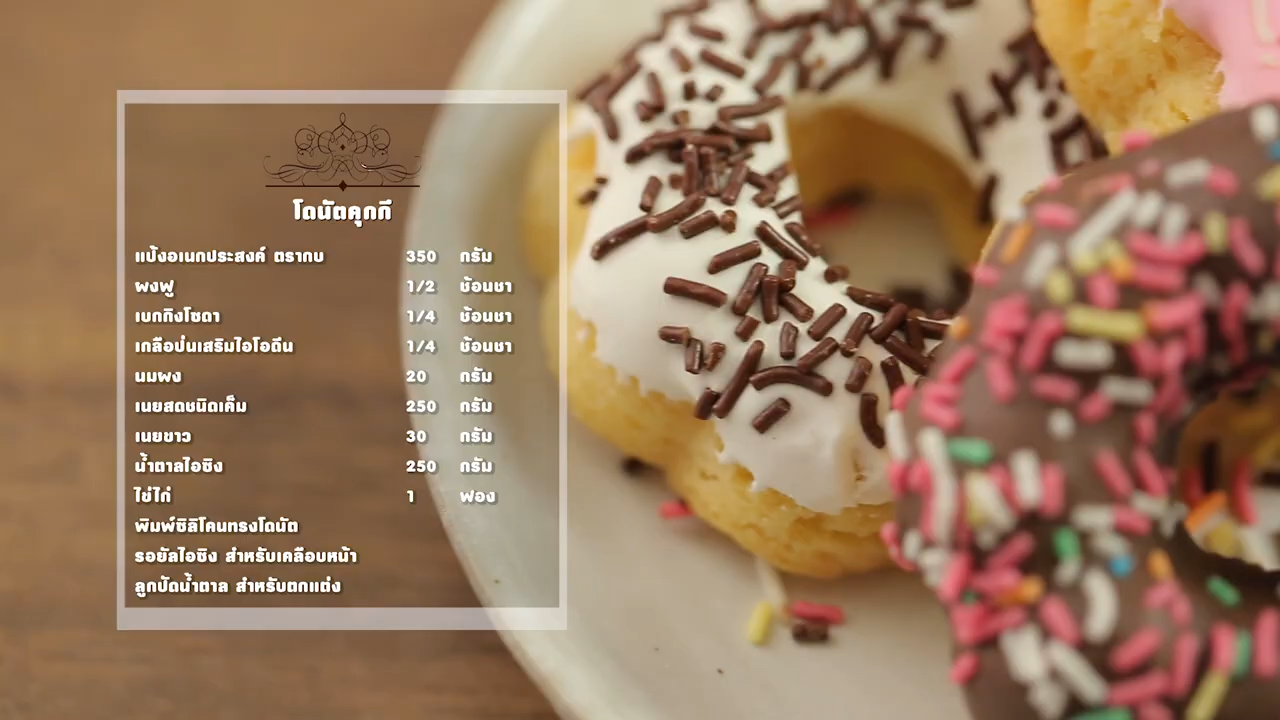 โดนัตคุกกี
แป้งอเนกประสงค์ ตรากบ 350 กรัม
ผงฟู 1/2 ช้อนชา
เบกกิงโซดา 1/4 ช้อนชา
เกลือป่นเสริมไอโอดีน 1/4 ช้อนชา
นมผง 20 กรัม
เนยสดชนิดเค็ม 250 กรัม
เนยขาว 30 กรัม
น้ำตาลไอซิง 250 กรัม
ไข่ไก่ 1 ฟอง
พิมพ์ซิลิโคนทรงโดนัต
รอยัลไอซิง สำหรับเคลือบหน้า
ลูกปัดน้ำตาล สำหรับตกแต่ง